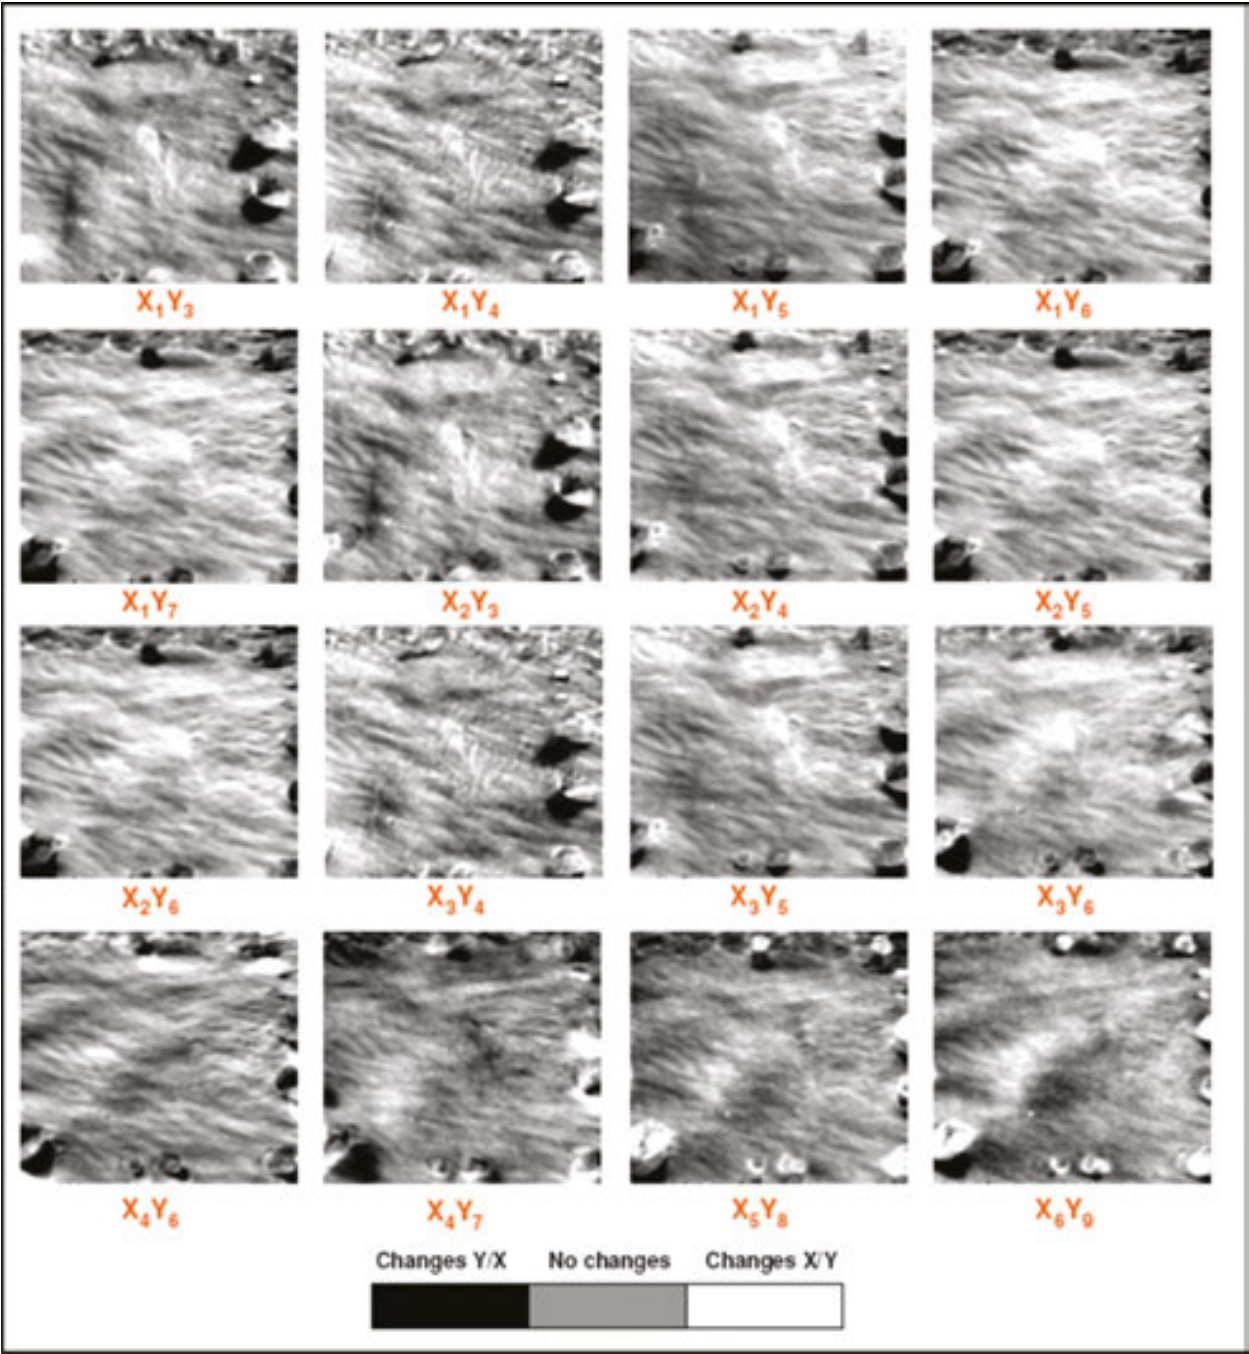 X₁Y₃ X₁Y₄ X₁Y₅ X₁Y₆
X₁Y₇ X₂Y₃ X₂Y₄ X₂Y₅
X₂Y₆ X₃Y₄ X₃Y₅ X₃Y₆
X₄Y₆ X₄Y₇ X₅Y₈ X₆Y₉
Changes Y/X No changes Changes X/Y